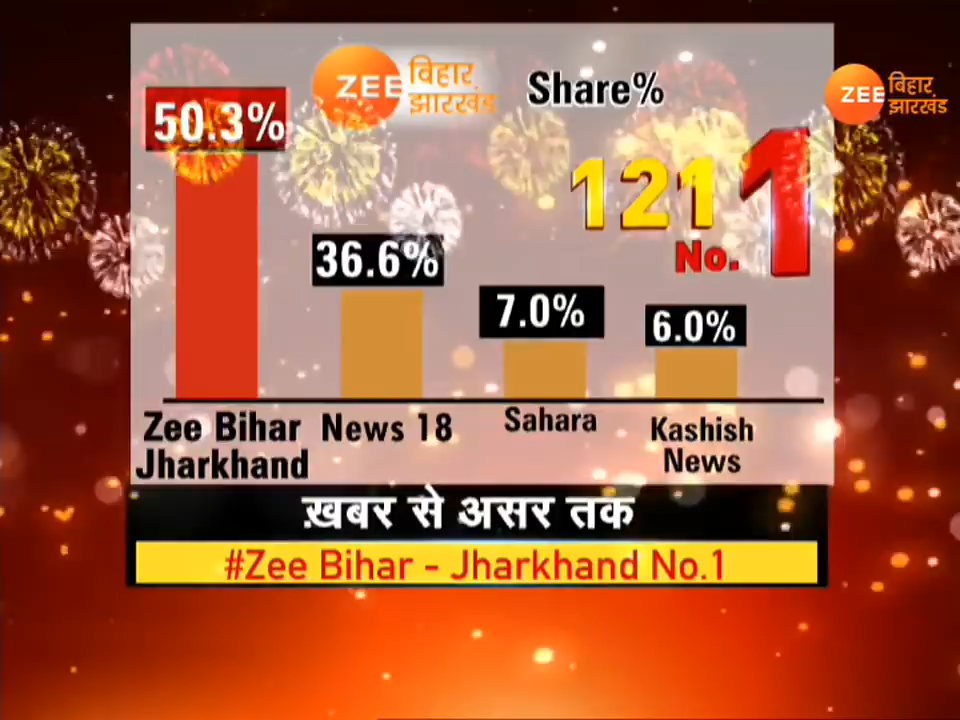 ZEE बिहार झारखंड
Share%
ZEE बिहार झारखंड
50.3%
121
No. 1
36.6%
7.0%
6.0%
Zee Bihar Jharkhand
News 18
Sahara
Kashish News
ख़बर से असर तक
#Zee Bihar - Jharkhand No.1